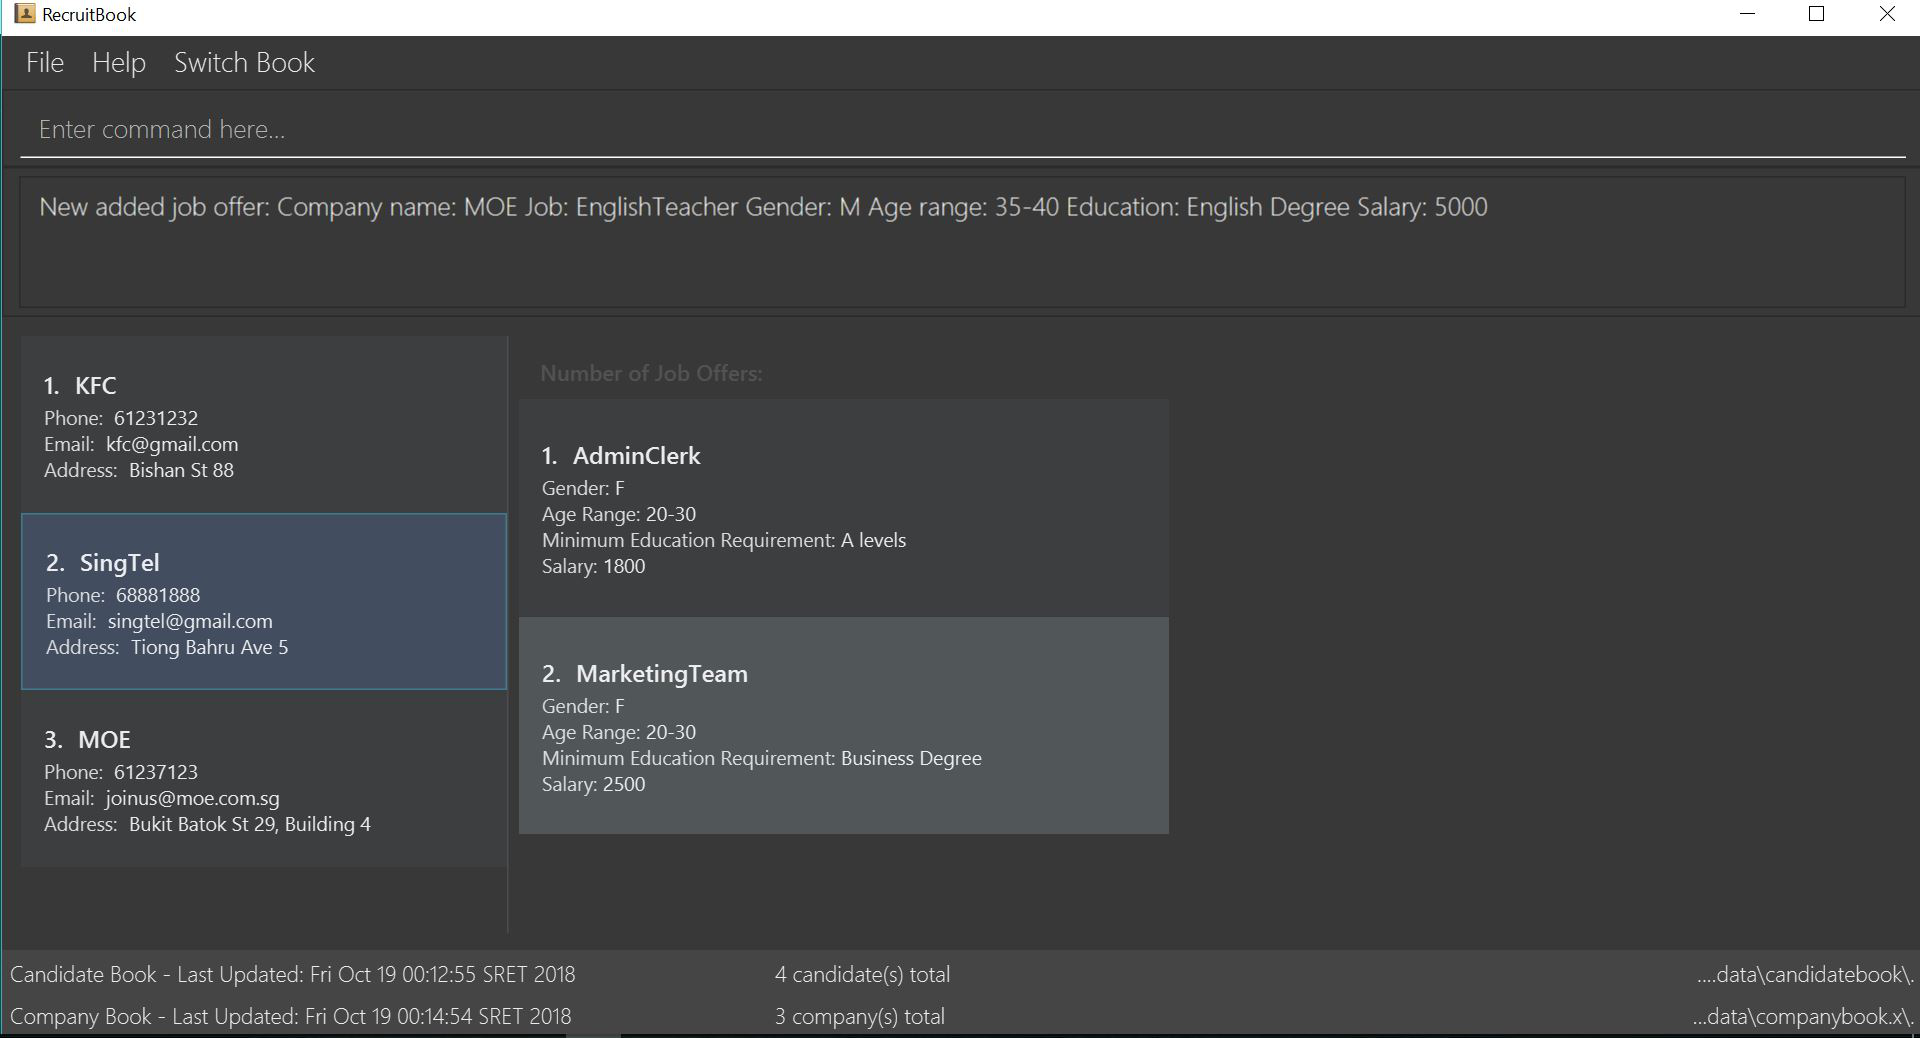 RecruitBook
File Help Switch Book
Enter command here...
New added job offer: Company name: MOE Job: EnglishTeacher Gender: M Age range: 35-40 Education: English Degree Salary: 5000
1. KFC
Phone: 61231232
Email: kfc@gmail.com
Address: Bishan St 88
2. SingTel
Phone: 68881888
Email: singtel@gmail.com
Address: Tiong Bahru Ave 5
3. MOE
Phone: 61237123
Email: joinus@moe.com.sg
Address: Bukit Batok St 29, Building 4
Number of Job Offers:
1. AdminClerk
Gender: F
Age Range: 20-30
Minimum Education Requirement: A levels
Salary: 1800
2. MarketingTeam
Gender: F
Age Range: 20-30
Minimum Education Requirement: Business Degree
Salary: 2500
Candidate Book - Last Updated: Fri Oct 19 00:12:55 SRET 2018 4 candidate(s) total ....data\candidatebook\.
Company Book - Last Updated: Fri Oct 19 00:14:54 SRET 2018 3 company(s) total ...data\companybook.x\.